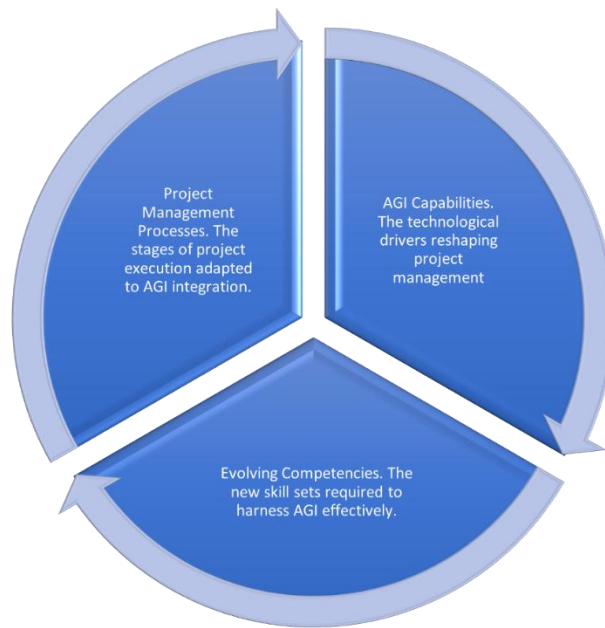 Project
Management
Processes. The
stages of project
execution adapted
to AGI integration.
AGI Capabilities.
The technological
drivers reshaping
project
management
Evolving Competencies. The
new skill sets required to
harness AGI effectively.